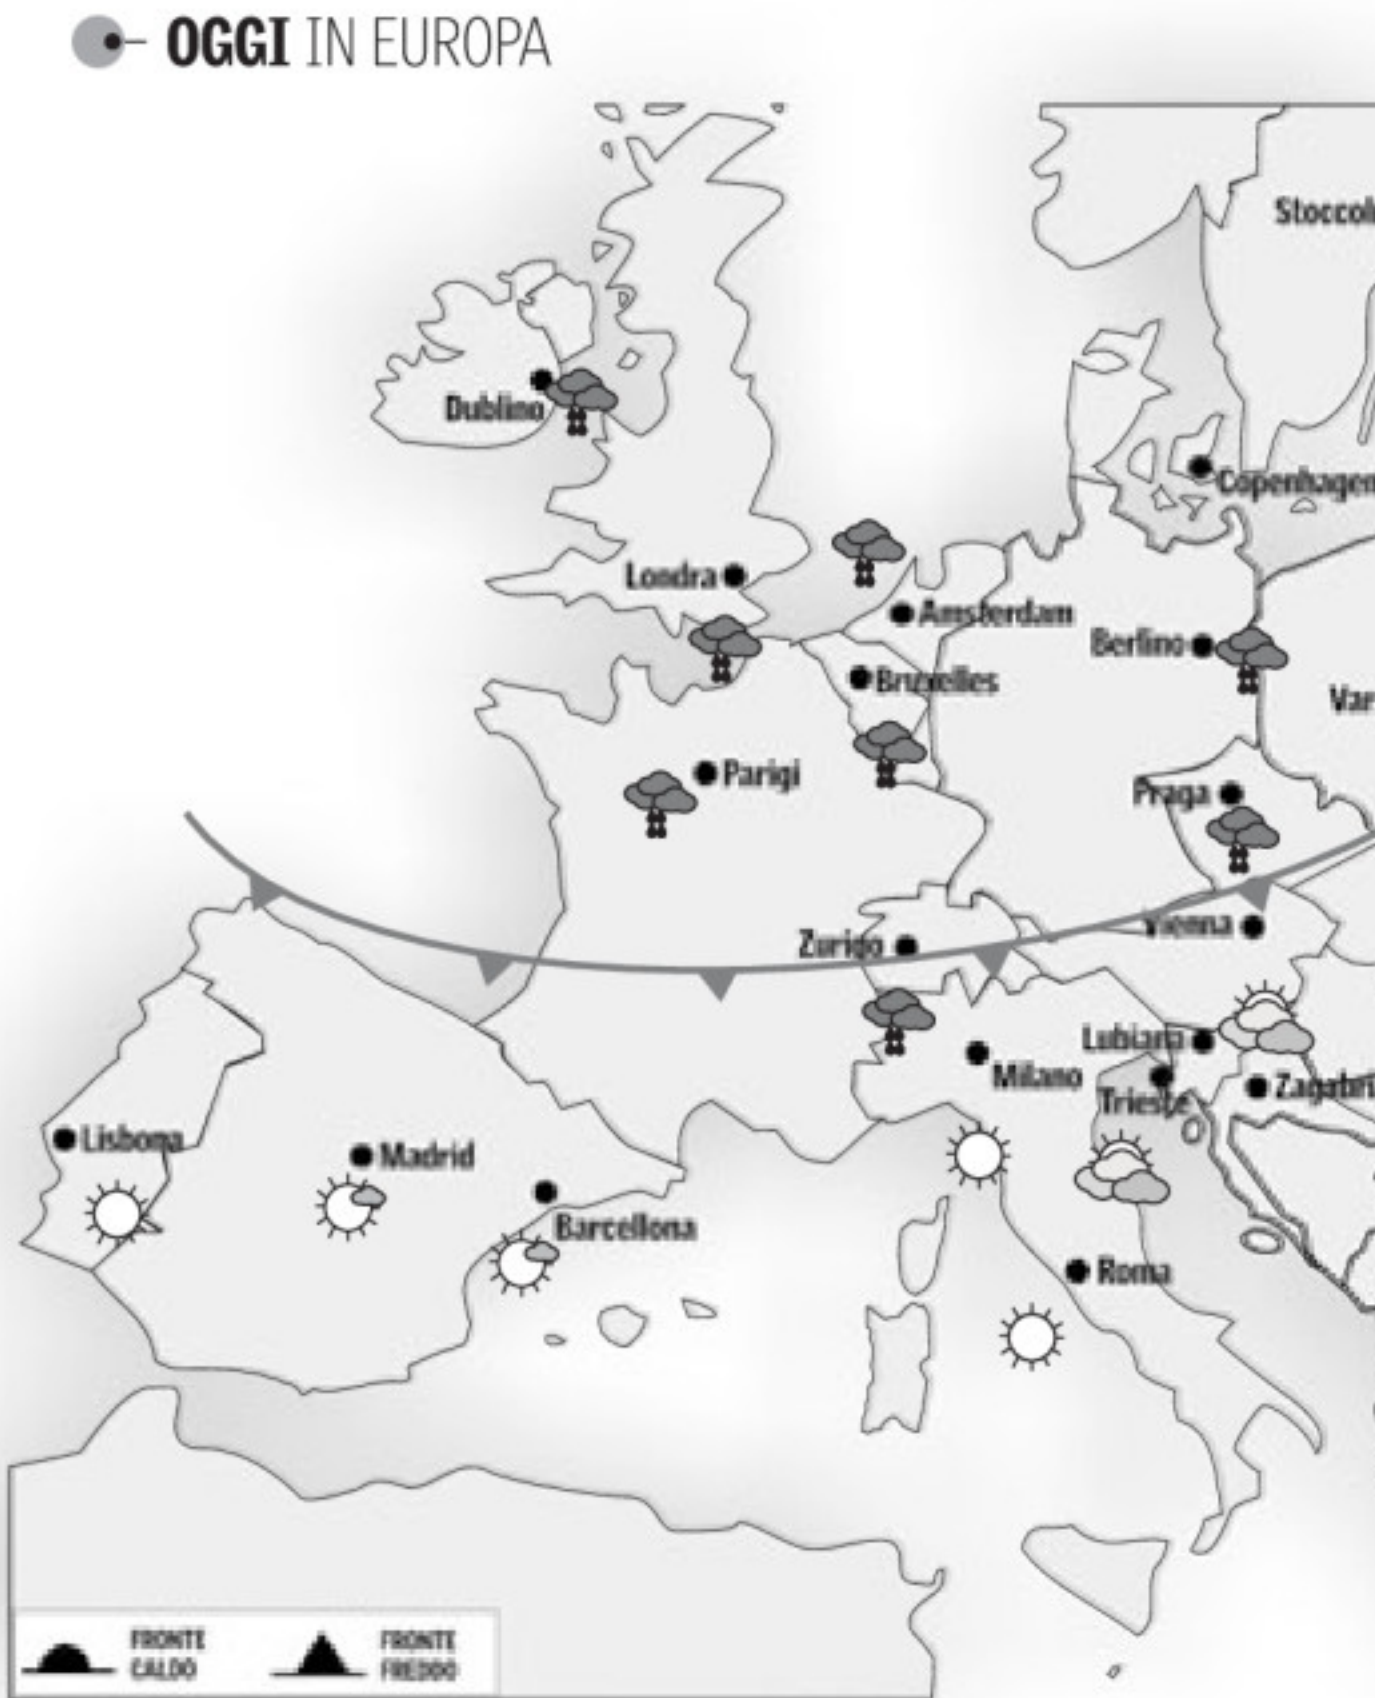 OGGI IN EUROPA
Stoccol
Dublino
Copenhagen
Londra
Amsterdam
Berlino
Bruxelles
Var
Parigi
Praga
Vienna
Zurigo
Lubiana
Milano
Zagabri
Trieste
Lisbona
Madrid
Barcellona
Roma
FRONTE
CALDO
FRONTE
FREDDO